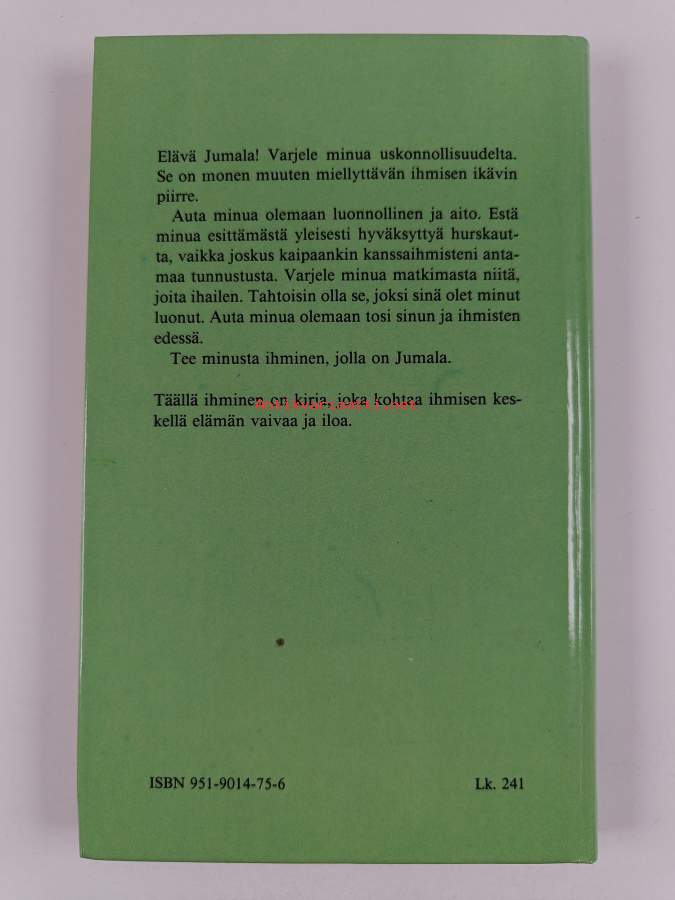 Elävä Jumala! Varjele minua uskonnollisuudelta.
Se on monen muuten miellyttävän ihmisen ikävin
piirre.
Auta minua olemaan luonnollinen ja aito. Estä
minua esittämästä yleisesti hyväksyttyä hurskaut-
ta, vaikka joskus kaipaankin kanssaihmisteni anta-
maa tunnustusta. Varjele minua matkimasta niitä,
joita ihailen. Tahtoisin olla se, joksi sinä olet minut
luonut. Auta minua olemaan tosi sinun ja ihmisten
edessä.
Tee minusta ihminen, jolla on Jumala.
Täällä ihminen on kirja, joka kohtaa ihmisen kes-
kellä elämän vaivaa ja iloa.
Antikvariaatti.net
ISBN 951-9014-75-6 Lk. 241